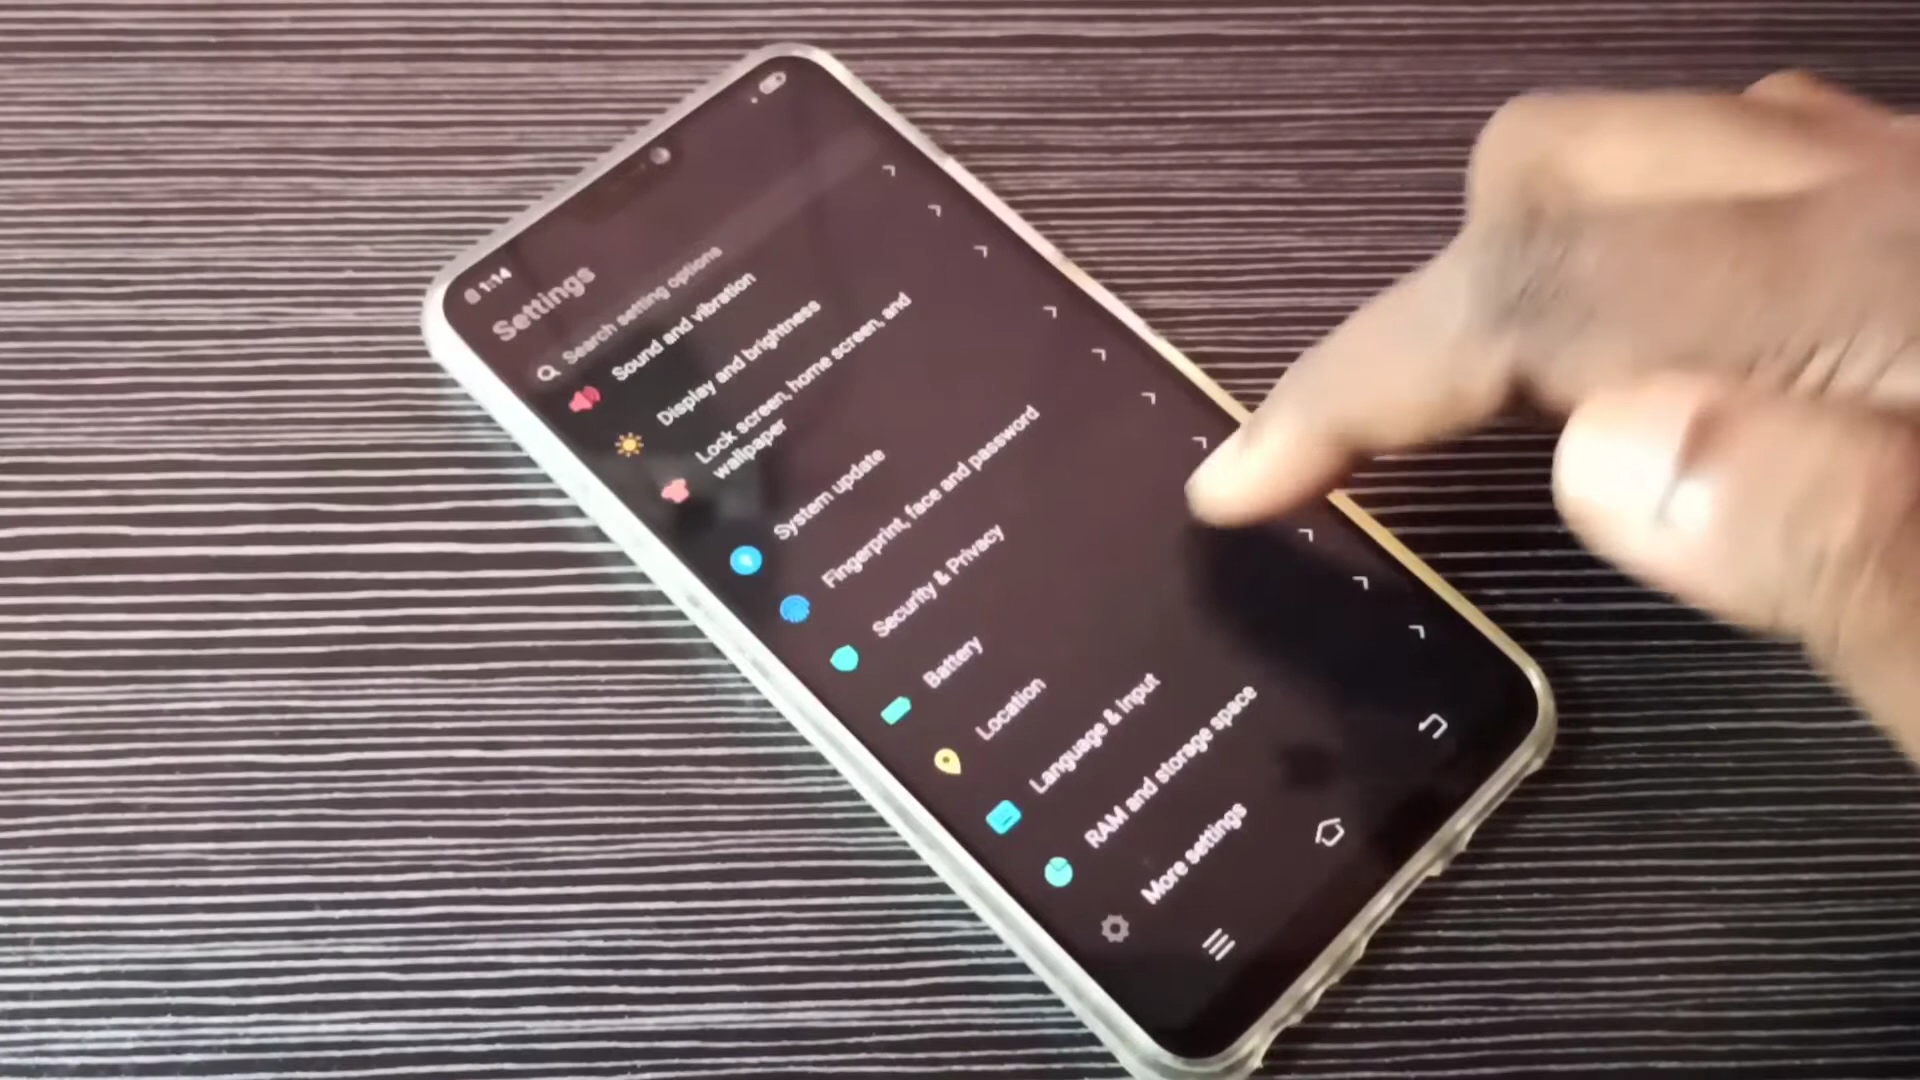 1:14
Settings
Search setting options
Sound and vibration
Display and brightness
Lock screen, home screen, and
wallpaper
System update
Fingerprint, face and password
Security & Privacy
Battery
Location
Language & input
RAM and storage space
More settings